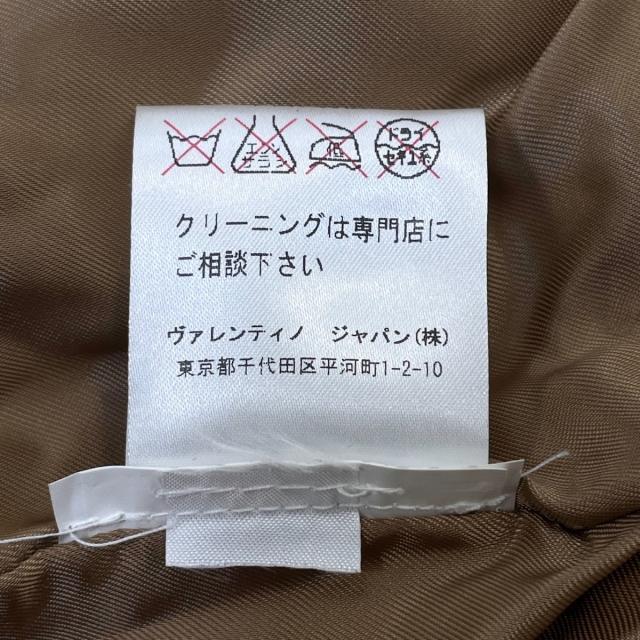 エンソ サラシ ドライ
セキユ系
クリーニングは専門店に
ご相談下さい
ヴァレンティノ ジャパン(株)
東京都千代田区平河町1-2-10